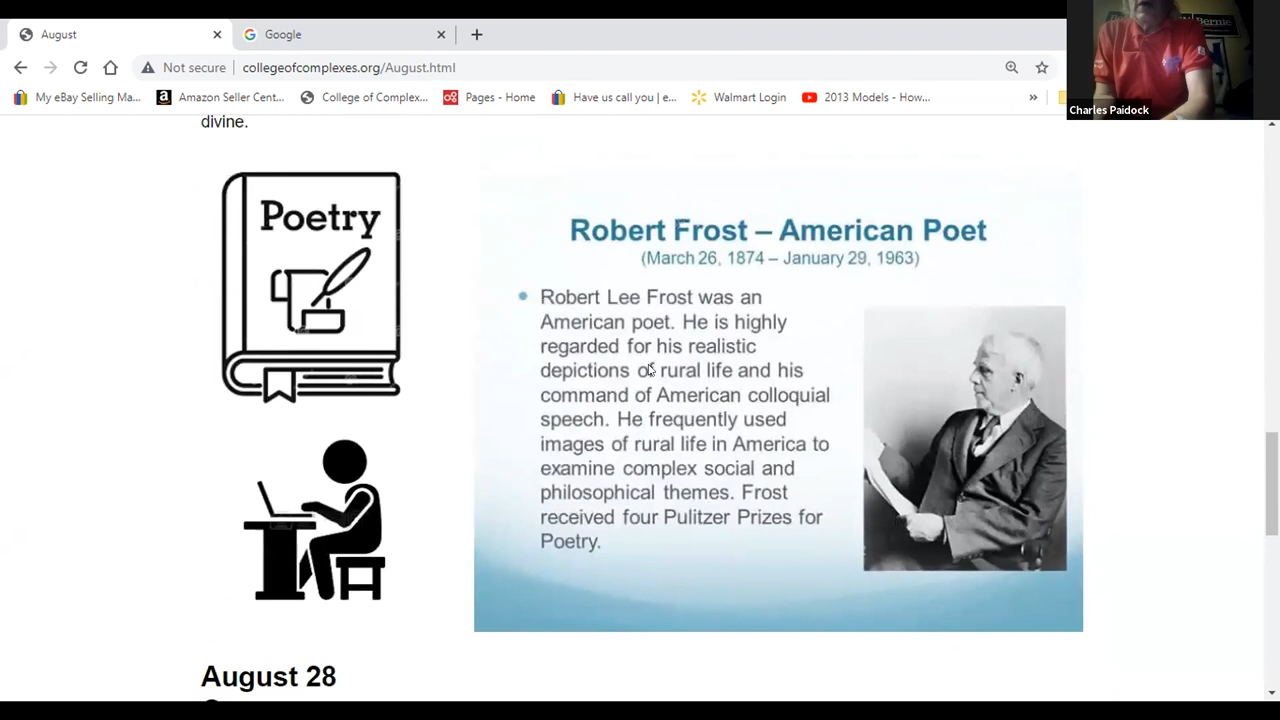 August
Google
Not secure
collegeofcomplexes.org/August.html
My eBay Selling Ma...
Amazon Seller Cent...
College of Complex...
Pages - Home
Have us call you | e...
Walmart Login
2013 Models - How...
Bernie
Charles Paidock
divine.
Poetry
Robert Frost – American Poet
(March 26, 1874 – January 29, 1963)
Robert Lee Frost was an
American poet. He is highly
regarded for his realistic
depictions of rural life and his
command of American colloquial
speech. He frequently used
images of rural life in America to
examine complex social and
philosophical themes. Frost
received four Pulitzer Prizes for
Poetry.
August 28